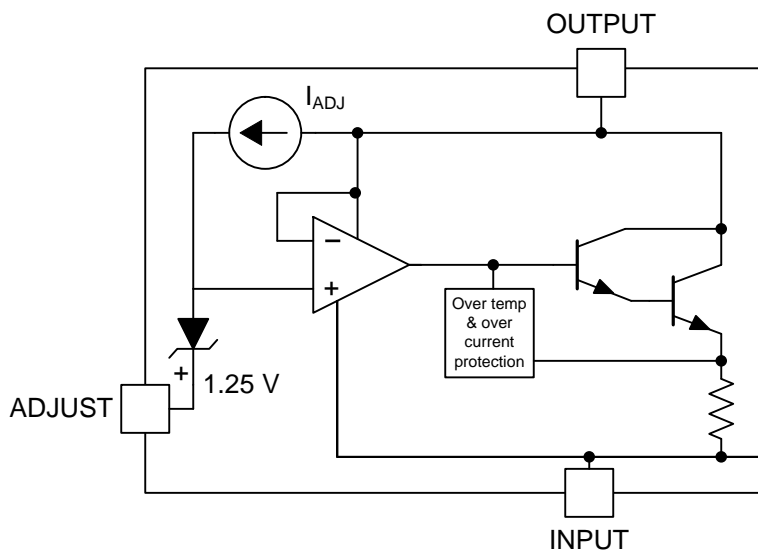 OUTPUT
I_ADJ
−
+
Over temp
& over
current
protection
+
1.25 V
ADJUST
INPUT